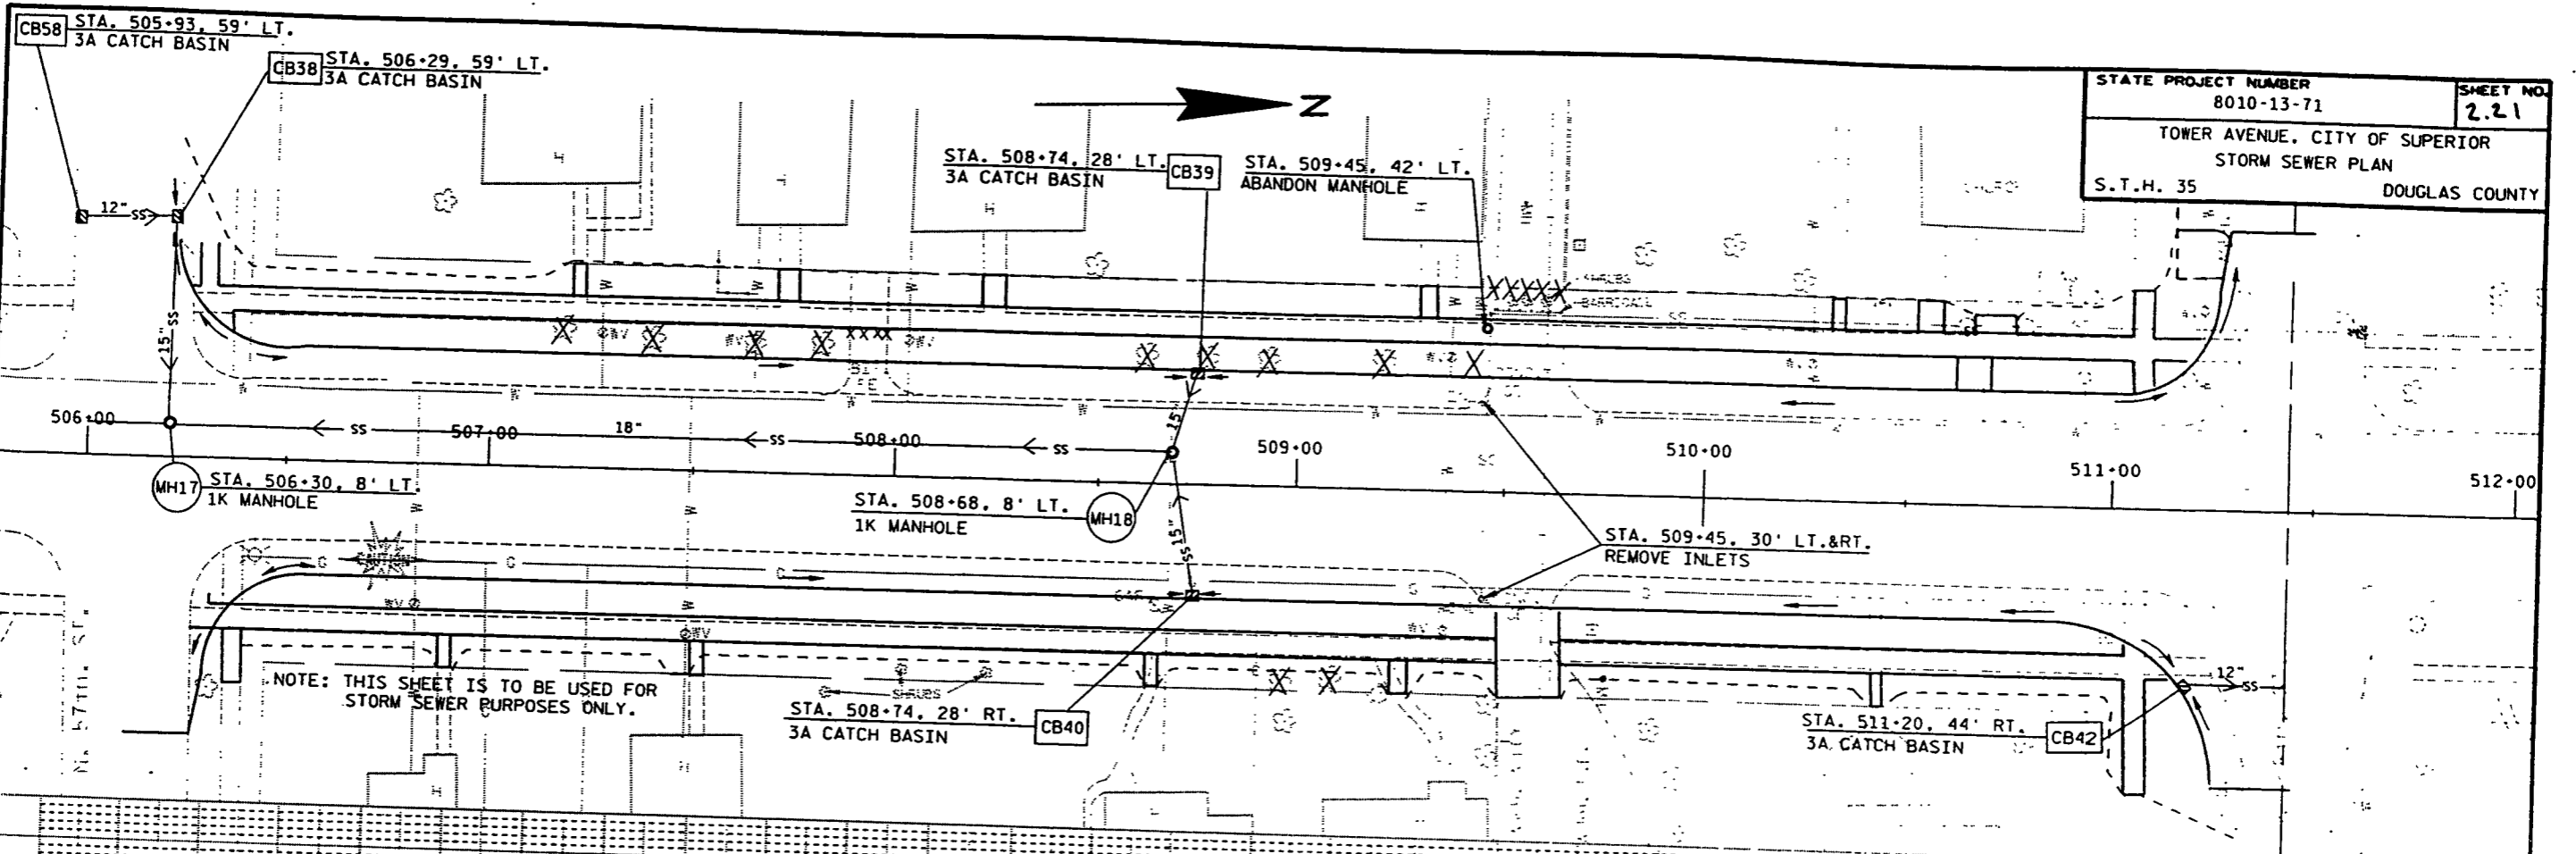 CB58 STA. 505+93, 59' LT.
3A CATCH BASIN
CB38 STA. 506+29, 59' LT.
3A CATCH BASIN
N
STATE PROJECT NUMBER
8010-13-71
SHEET NO.
2.21
TOWER AVENUE, CITY OF SUPERIOR
STORM SEWER PLAN
S.T.H. 35 DOUGLAS COUNTY
STA. 508+74, 28' LT. CB39
3A CATCH BASIN
STA. 509+45, 42' LT.
ABANDON MANHOLE
12" SS
15" SS
SHRUBS
15"
506+00
SS
507+00
18"
SS
508+00
SS
509+00
510+00
511+00
512+00
MH17 STA. 506+30, 8' LT.
1K MANHOLE
STA. 508+68, 8' LT. MH18
1K MANHOLE
15" SS
STA. 509+45, 30' LT.&RT.
REMOVE INLETS
12" SS
NOTE: THIS SHEET IS TO BE USED FOR
STORM SEWER PURPOSES ONLY.
SHRUBS
STA. 508+74, 28' RT. CB40
3A CATCH BASIN
STA. 511+20, 44' RT. CB42
3A CATCH BASIN